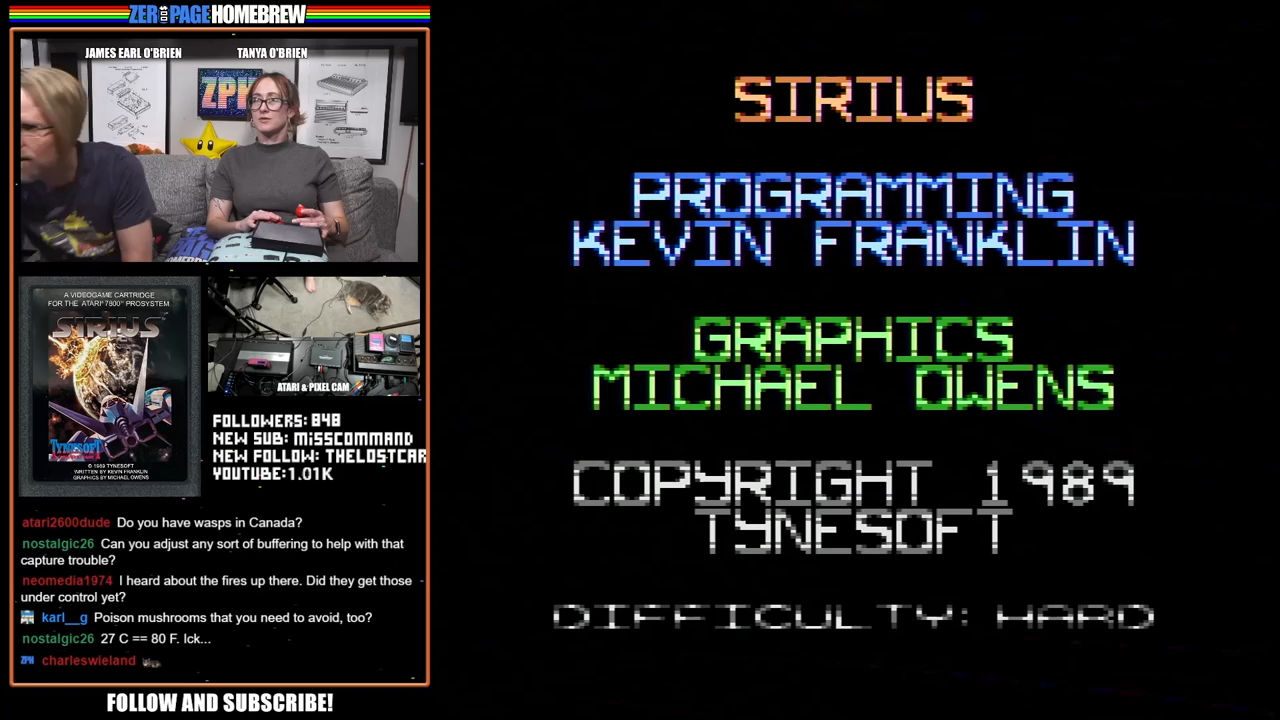 ZEROPAGE HOMEBREW
JAMES EARL O'BRIEN
TANYA O'BRIEN
ZPH
A VIDEOGAME CARTRIDGE
FOR THE ATARI® 7800™ PROSYSTEM
SIRIUS
TYNESOFT
© 1989 TYNESOFT
WRITTEN BY KEVIN FRANKLIN
GRAPHICS BY MICHAEL OWENS
ATARI & PIXEL CAM
FOLLOWERS: 848
NEW SUB: MISSCOMMAND
NEW FOLLOW: THELOSTCAR
YOUTUBE:1.01K
atari2600dude Do you have wasps in Canada?
nostalgic26 Can you adjust any sort of buffering to help with that
capture trouble?
neomedia1974 I heard about the fires up there. Did they get those
under control yet?
karl__g Poison mushrooms that you need to avoid, too?
nostalgic26 27 C == 80 F. Ick...
ZPH charleswieland
FOLLOW AND SUBSCRIBE!
SIRIUS
PROGRAMMING
KEVIN FRANKLIN
GRAPHICS
MICHAEL OWENS
COPYRIGHT 1989
TYNESOFT
DIFFICULTY: HARD